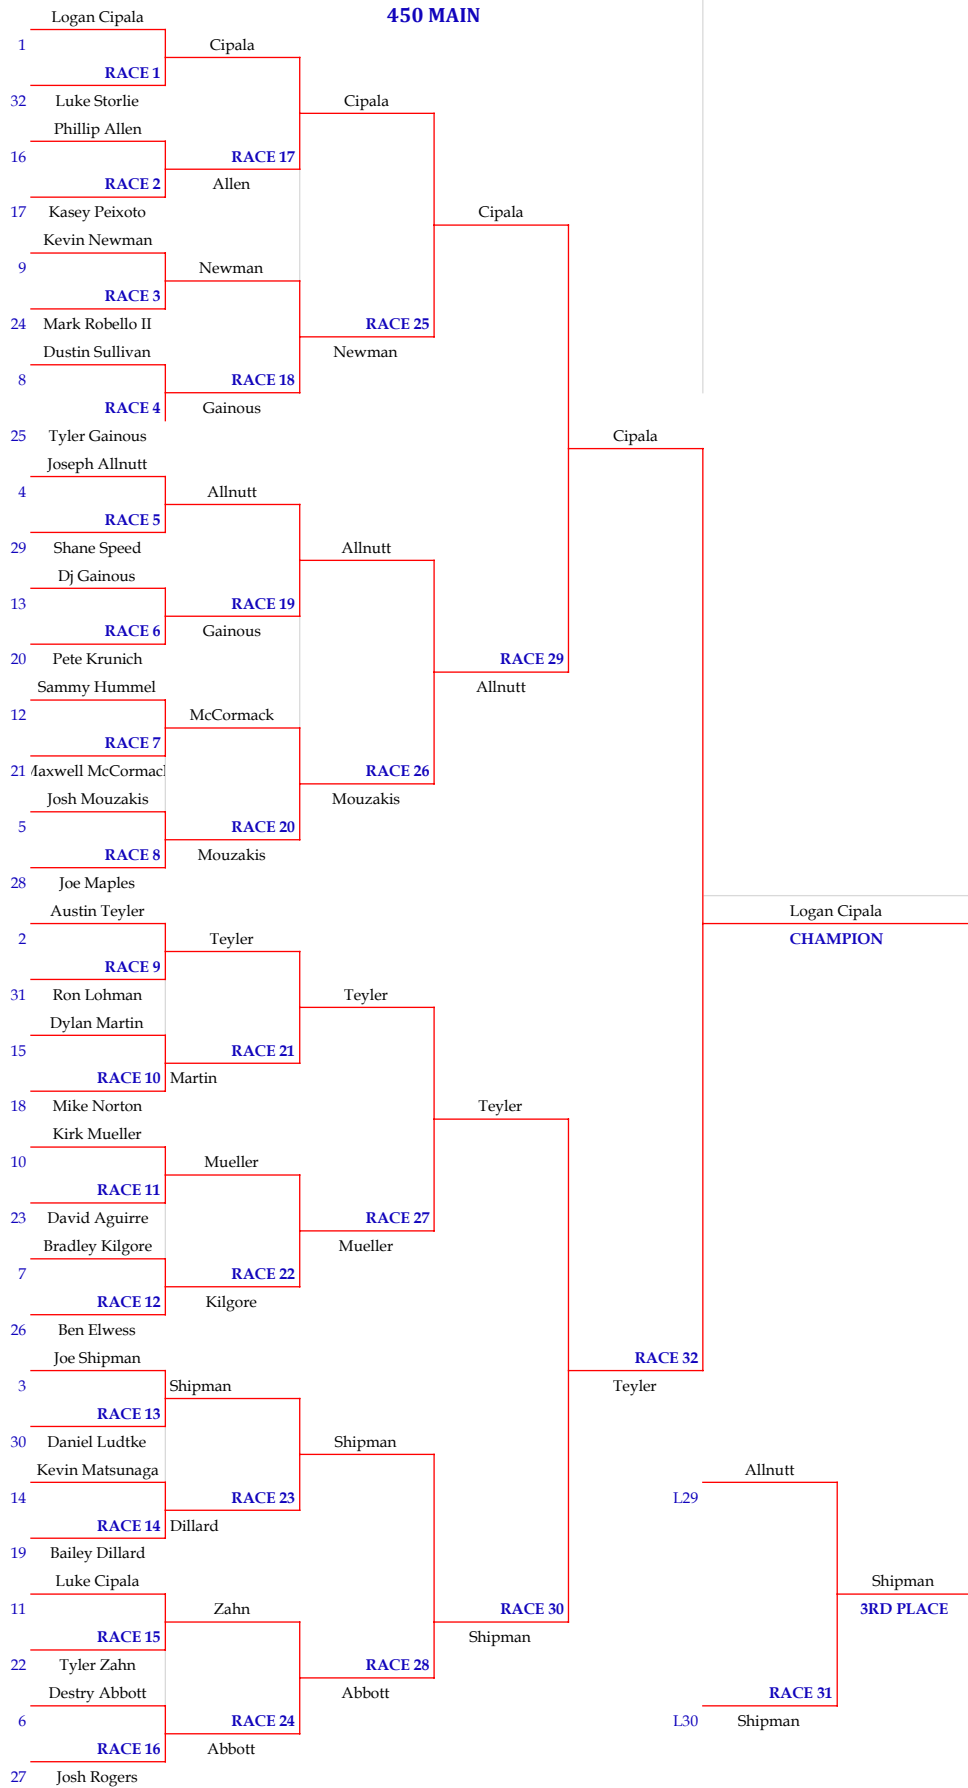 450 MAIN
Logan Cipala
1
RACE 1
32
Luke Storlie
Phillip Allen
16
RACE 2
17
Kasey Peixoto
Kevin Newman
9
RACE 3
24
Mark Robello II
Dustin Sullivan
8
RACE 4
25
Tyler Gainous
Joseph Allnutt
4
RACE 5
29
Shane Speed
Dj Gainous
13
RACE 6
20
Pete Krunich
Sammy Hummel
12
RACE 7
21
Maxwell McCormack
Josh Mouzakis
5
RACE 8
28
Joe Maples
Austin Teyler
2
RACE 9
31
Ron Lohman
Dylan Martin
15
RACE 10
18
Mike Norton
Kirk Mueller
10
RACE 11
23
David Aguirre
Bradley Kilgore
7
RACE 12
26
Ben Elwess
Joe Shipman
3
RACE 13
30
Daniel Ludtke
Kevin Matsunaga
14
RACE 14
19
Bailey Dillard
Luke Cipala
11
RACE 15
22
Tyler Zahn
Destry Abbott
6
RACE 16
27
Josh Rogers
Cipala
RACE 17
Allen
Newman
RACE 18
Gainous
Allnutt
RACE 19
Gainous
McCormack
RACE 20
Mouzakis
Teyler
RACE 21
Martin
Mueller
RACE 22
Kilgore
Shipman
RACE 23
Dillard
Zahn
RACE 24
Abbott
Cipala
RACE 25
Newman
Allnutt
RACE 26
Mouzakis
Teyler
RACE 27
Mueller
Shipman
RACE 28
Abbott
Cipala
RACE 29
Allnutt
Teyler
RACE 30
Shipman
Cipala
RACE 32
Teyler
Logan Cipala
CHAMPION
Allnutt
L29
RACE 31
L30
Shipman
Shipman
3RD PLACE